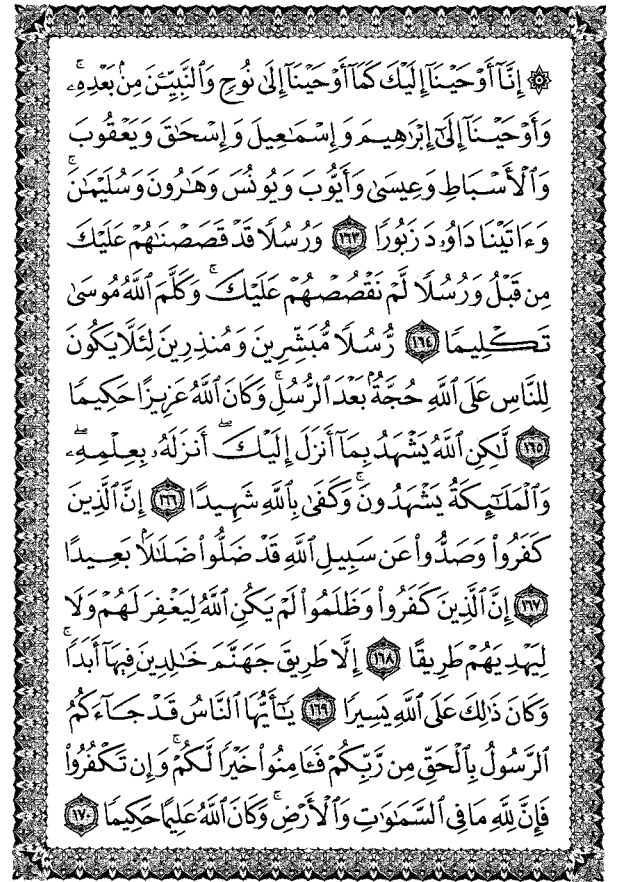 ۞ إِنَّآ أَوْحَيْنَآ إِلَيْكَ كَمَآ أَوْحَيْنَآ إِلَىٰ نُوحٍ وَٱلنَّبِيِّـۧنَ مِنۢ بَعْدِهِۦۚ
وَأَوْحَيْنَآ إِلَىٰٓ إِبْرَٰهِيمَ وَإِسْمَٰعِيلَ وَإِسْحَٰقَ وَيَعْقُوبَ
وَٱلْأَسْبَاطِ وَعِيسَىٰ وَأَيُّوبَ وَيُونُسَ وَهَٰرُونَ وَسُلَيْمَٰنَۚ
وَءَاتَيْنَا دَاوُۥدَ زَبُورًا ١٦٣ وَرُسُلًا قَدْ قَصَصْنَٰهُمْ عَلَيْكَ
مِن قَبْلُ وَرُسُلًا لَّمْ نَقْصُصْهُمْ عَلَيْكَۚ وَكَلَّمَ ٱللَّهُ مُوسَىٰ
تَكْلِيمًا ١٦٤ رُّسُلًا مُّبَشِّرِينَ وَمُنذِرِينَ لِئَلَّا يَكُونَ
لِلنَّاسِ عَلَى ٱللَّهِ حُجَّةٌۢ بَعْدَ ٱلرُّسُلِۚ وَكَانَ ٱللَّهُ عَزِيزًا حَكِيمًا
١٦٥ لَّٰكِنِ ٱللَّهُ يَشْهَدُ بِمَآ أَنزَلَ إِلَيْكَۖ أَنزَلَهُۥ بِعِلْمِهِۦۖ
وَٱلْمَلَٰٓئِكَةُ يَشْهَدُونَۚ وَكَفَىٰ بِٱللَّهِ شَهِيدًا ١٦٦ إِنَّ ٱلَّذِينَ
كَفَرُوا۟ وَصَدُّوا۟ عَن سَبِيلِ ٱللَّهِ قَدْ ضَلُّوا۟ ضَلَٰلًۢا بَعِيدًا
١٦٧ إِنَّ ٱلَّذِينَ كَفَرُوا۟ وَظَلَمُوا۟ لَمْ يَكُنِ ٱللَّهُ لِيَغْفِرَ لَهُمْ وَلَا
لِيَهْدِيَهُمْ طَرِيقًا ١٦٨ إِلَّا طَرِيقَ جَهَنَّمَ خَٰلِدِينَ فِيهَآ أَبَدًاۚ
وَكَانَ ذَٰلِكَ عَلَى ٱللَّهِ يَسِيرًا ١٦٩ يَٰٓأَيُّهَا ٱلنَّاسُ قَدْ جَآءَكُمُ
ٱلرَّسُولُ بِٱلْحَقِّ مِن رَّبِّكُمْ فَـَٔامِنُوا۟ خَيْرًا لَّكُمْۚ وَإِن تَكْفُرُوا۟
فَإِنَّ لِلَّهِ مَا فِى ٱلسَّمَٰوَٰتِ وَٱلْأَرْضِۚ وَكَانَ ٱللَّهُ عَلِيمًا حَكِيمًا ١٧٠